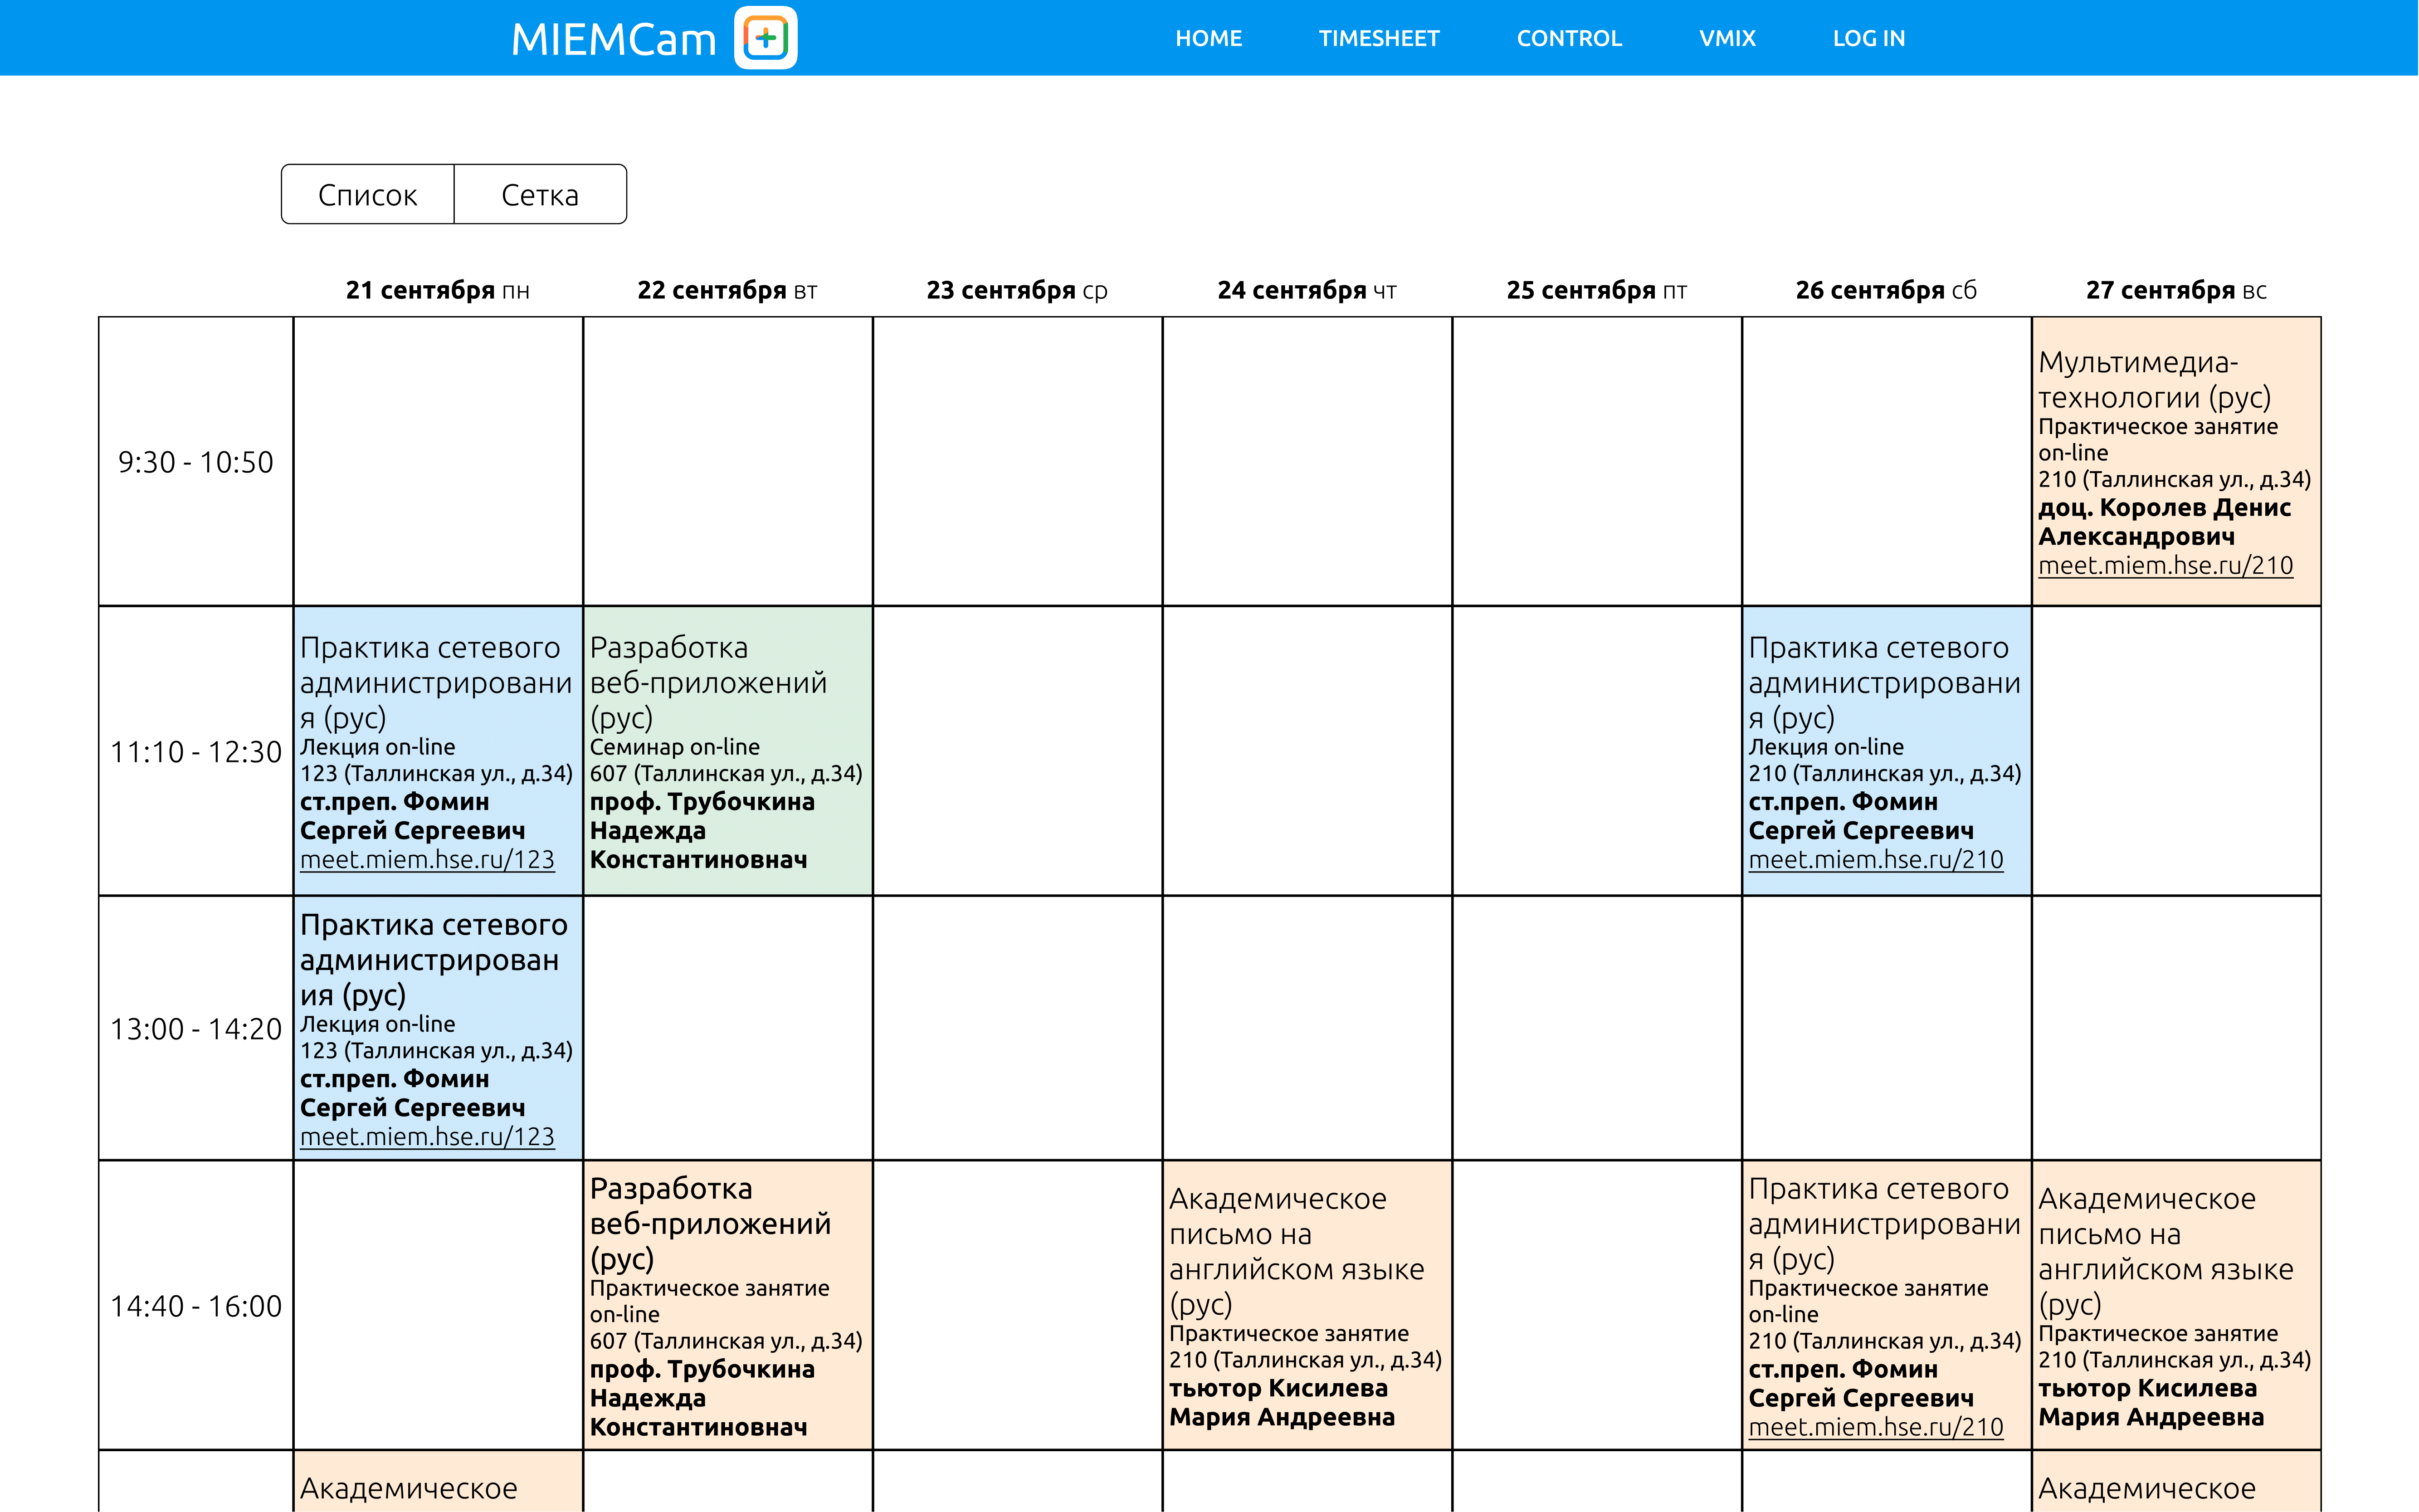 MIEMCam
HOME TIMESHEET CONTROL VMIX LOG IN
Список Сетка
21 сентября пн 22 сентября вт 23 сентября ср 24 сентября чт 25 сентября пт 26 сентября сб 27 сентября вс
9:30 - 10:50
Мультимедиа-
технологии (рус)
Практическое занятие
on-line
210 (Таллинская ул., д.34)
доц. Королев Денис
Александрович
meet.miem.hse.ru/210
11:10 - 12:30
Практика сетевого
администрировани
я (рус)
Лекция on-line
123 (Таллинская ул., д.34)
ст.преп. Фомин
Сергей Сергеевич
meet.miem.hse.ru/123
Разработка
веб-приложений
(рус)
Семинар on-line
607 (Таллинская ул., д.34)
проф. Трубочкина
Надежда
Константиновнач
Практика сетевого
администрировани
я (рус)
Лекция on-line
210 (Таллинская ул., д.34)
ст.преп. Фомин
Сергей Сергеевич
meet.miem.hse.ru/210
13:00 - 14:20
Практика сетевого
администрирован
ия (рус)
Лекция on-line
123 (Таллинская ул., д.34)
ст.преп. Фомин
Сергей Сергеевич
meet.miem.hse.ru/123
14:40 - 16:00
Разработка
веб-приложений
(рус)
Практическое занятие
on-line
607 (Таллинская ул., д.34)
проф. Трубочкина
Надежда
Константиновнач
Академическое
письмо на
английском языке
(рус)
Практическое занятие
210 (Таллинская ул., д.34)
тьютор Кисилева
Мария Андреевна
Практика сетевого
администрировани
я (рус)
Практическое занятие
on-line
210 (Таллинская ул., д.34)
ст.преп. Фомин
Сергей Сергеевич
meet.miem.hse.ru/210
Академическое
письмо на
английском языке
(рус)
Практическое занятие
210 (Таллинская ул., д.34)
тьютор Кисилева
Мария Андреевна
Академическое
Академическое